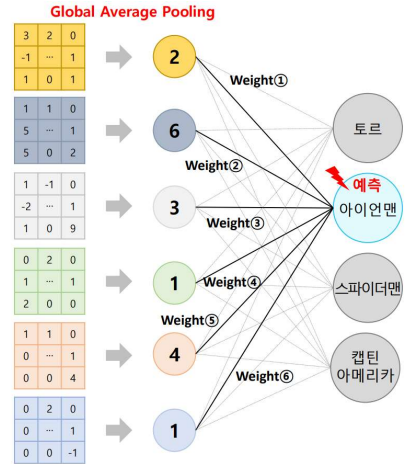 Global Average Pooling
3 2 0
-1 ... 1
1 0 1
2
Weight①
1 1 0
5 ... 1
5 0 2
6
Weight②
토르
예측
아이언맨
1 -1 0
-2 ... 1
1 0 9
3
Weight③
0 2 0
1 ... 1
2 0 0
1
Weight④
스파이더맨
1 1 0
0 ... 1
0 0 4
4
Weight⑤
캡틴
아메리카
0 2 0
0 ... 1
0 0 -1
1
Weight⑥